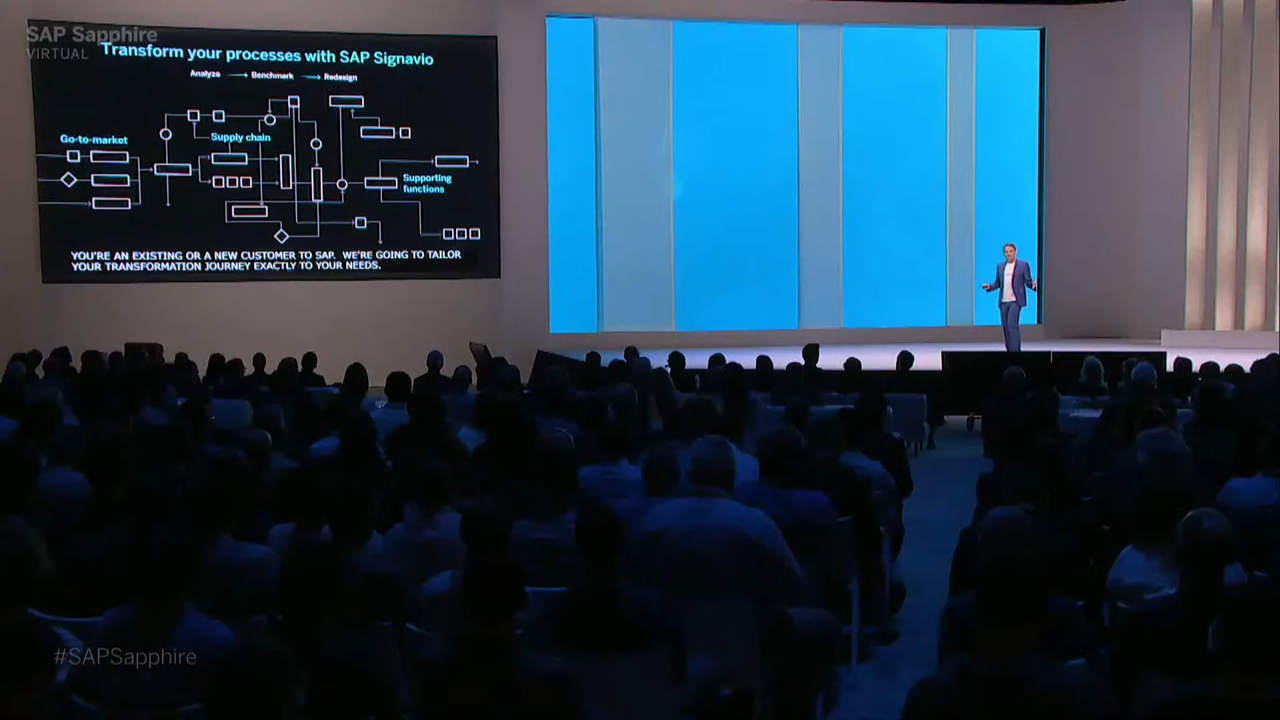 SAP Sapphire
VIRTUAL
Transform your processes with SAP Signavio
Analyze
Benchmark
Redesign
Go-to-market
Supply chain
Supporting
functions
YOU'RE AN EXISTING OR A NEW CUSTOMER TO SAP. WE'RE GOING TO TAILOR
YOUR TRANSFORMATION JOURNEY EXACTLY TO YOUR NEEDS.
#SAPSapphire